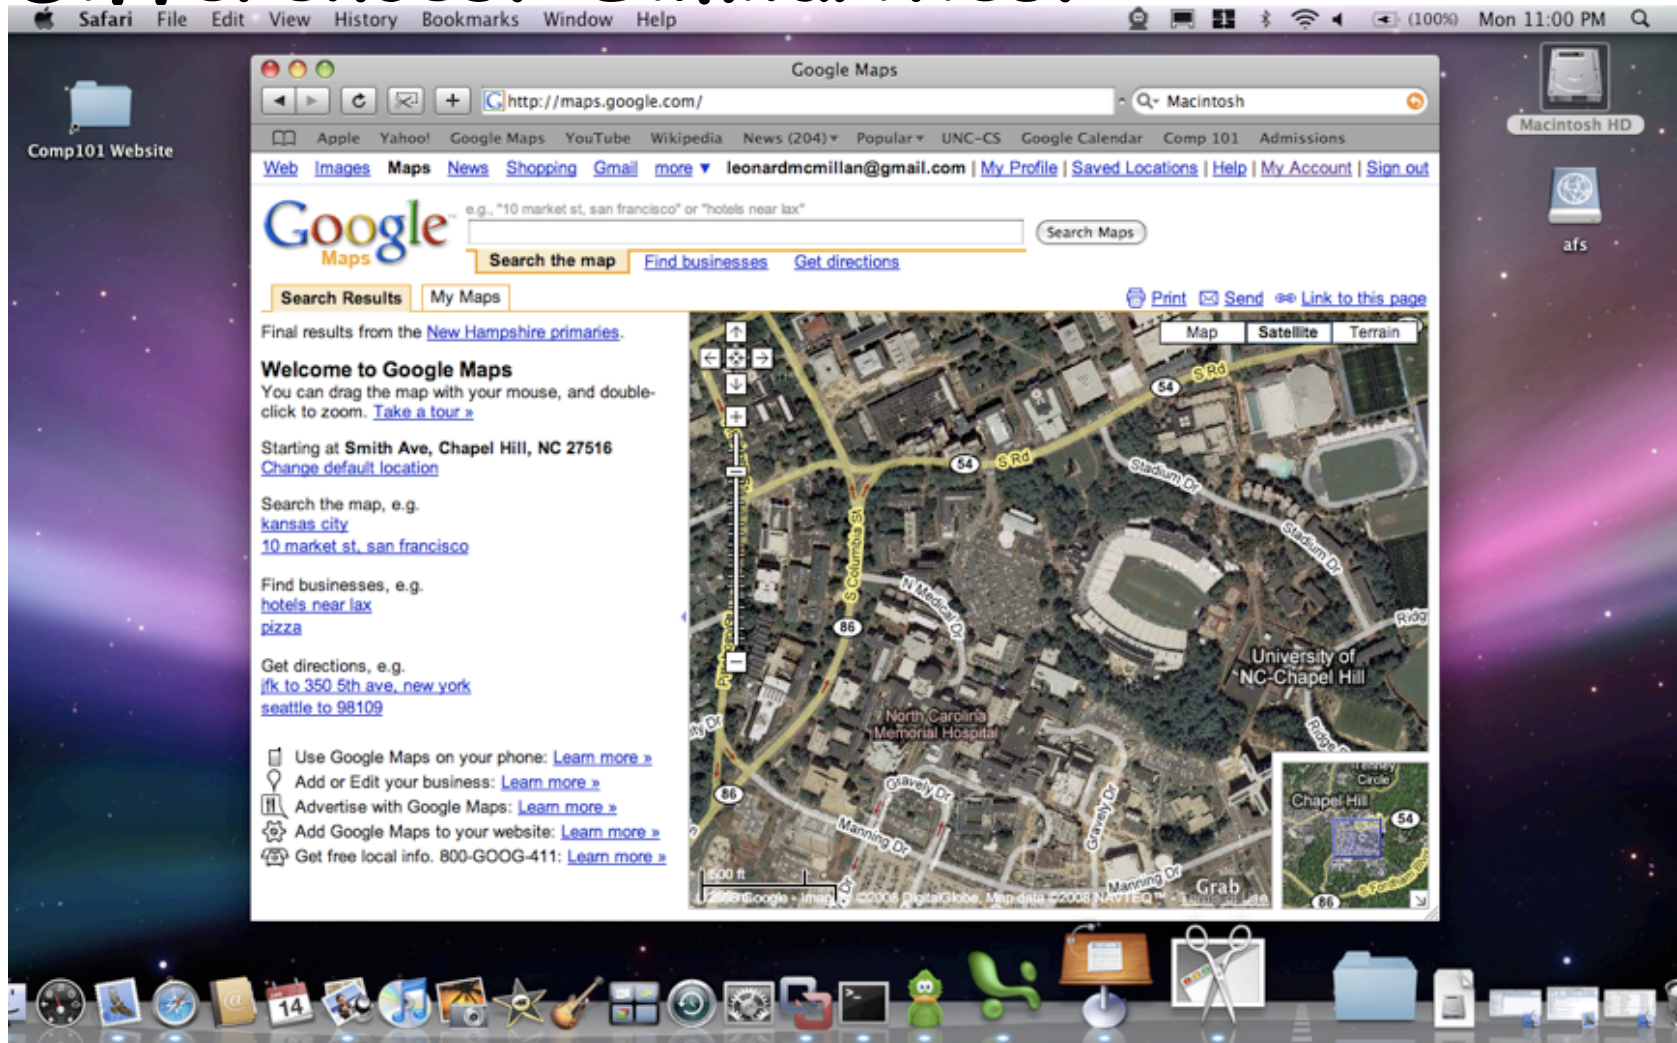 Safari File Edit View History Bookmarks Window Help (100%) Mon 11:00 PM
Google Maps
http://maps.google.com/ Macintosh
Apple Yahoo! Google Maps YouTube Wikipedia News (204) Popular UNC-CS Google Calendar Comp 101 Admissions
Macintosh HD
Comp101 Website
Web Images Maps News Shopping Gmail more leonardmcmillan@gmail.com | My Profile | Saved Locations | Help | My Account | Sign out
e.g., "10 market st, san francisco" or "hotels near lax"
Google Maps
Search Maps
afs
Search the map Find businesses Get directions
Search Results My Maps
Print Send Link to this page
Final results from the New Hampshire primaries.
Welcome to Google Maps
You can drag the map with your mouse, and double-
click to zoom. Take a tour »
Starting at Smith Ave, Chapel Hill, NC 27516
Change default location
Search the map, e.g.
kansas city
10 market st, san francisco
Find businesses, e.g.
hotels near lax
pizza
Get directions, e.g.
jfk to 350 5th ave, new york
seattle to 98109
Use Google Maps on your phone: Learn more »
Add or Edit your business: Learn more »
Advertise with Google Maps: Learn more »
Add Google Maps to your website: Learn more »
Get free local info. 800-GOOG-411: Learn more »
Map Satellite Terrain
54 S Rd
54 S Rd
Stadium Dr
Stadium Dr
S Columbia St
N Medical Dr
86
University of
NC-Chapel Hill
North Carolina
Memorial Hospital
86
Gravely Dr
Gravely Dr
Manning Dr
Manning Dr
Circle
Chapel Hill
54
86
500 ft
©2008 DigitalGlobe, Map data ©2008 NAVTEQ™ - Terms of Use
Grab
14